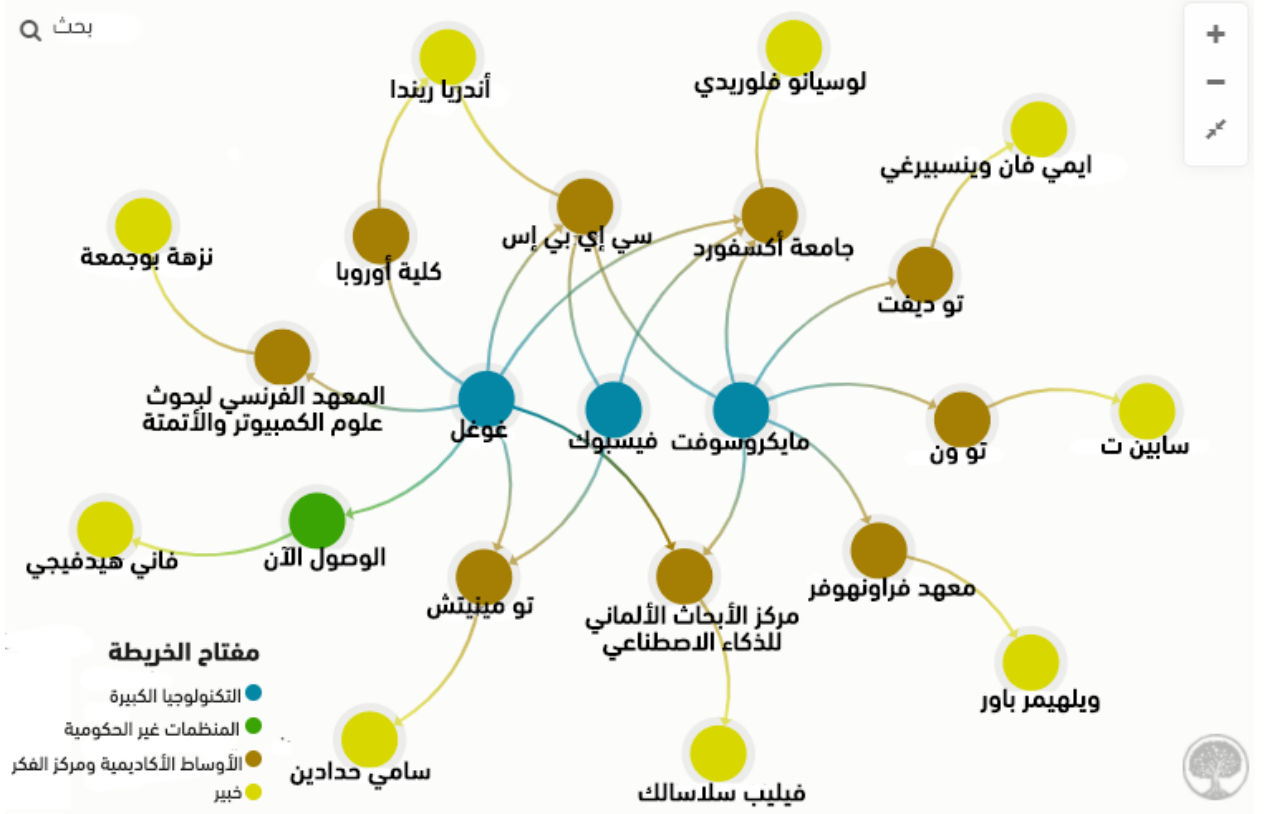 بحث
أندريا ريندا
لوسيانو فلوريدي
ايمي فان وينسبيرغي
نزهة بوجمعة
كلية أوروبا
سي إي بي إس
جامعة أكسفورد
تو ديفت
المعهد الفرنسي لبحوث
علوم الكمبيوتر والأتمتة
غوغل
فيسبوك
مايكروسوفت
تو ون
سابين ت
فاني هيدفيجي
الوصول الآن
تو مينيتش
مركز الأبحاث الألماني
للذكاء الاصطناعي
معهد فراونهوفر
ويلهيمر باور
سامي حدادين
فيليب سلاسالك
مفتاح الخريطة
التكنولوجيا الكبيرة
المنظمات غير الحكومية
الأوساط الأكاديمية ومركز الفكر
خبير